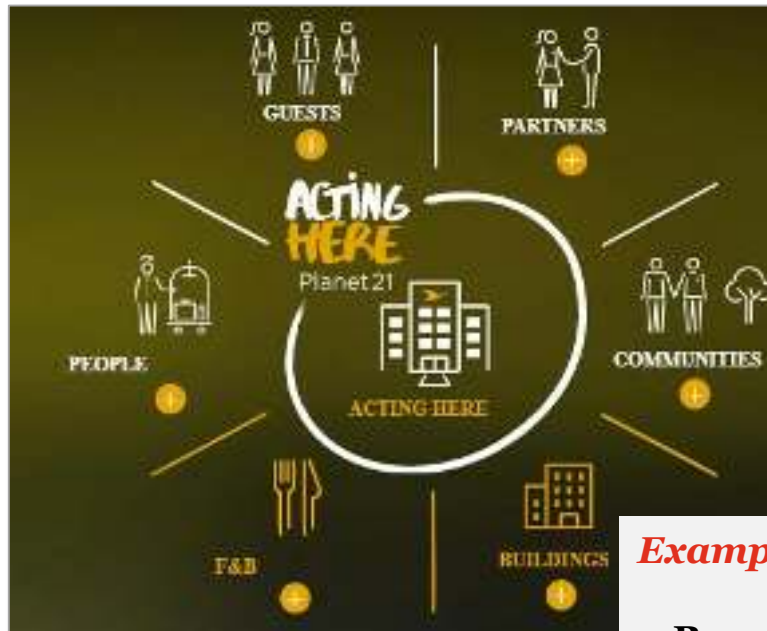 GUESTS
PARTNERS
ACTING
HERE
Planet 21
PEOPLE
COMMUNITIES
ACTING HERE
F&B
BUILDINGS
Examp